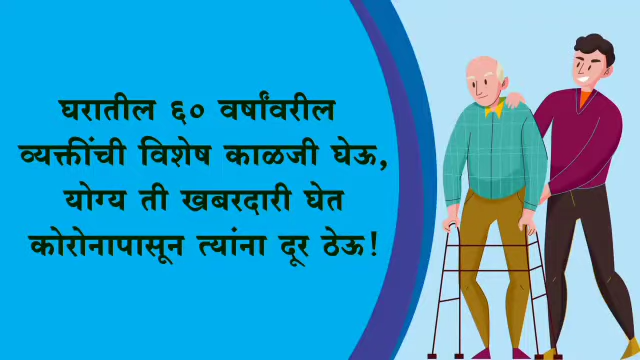 घरातील ६० वर्षांवरील
व्यक्तींची विशेष काळजी घेऊ,
योग्य ती खबरदारी घेत
कोरोनापासून त्यांना दूर ठेऊ!